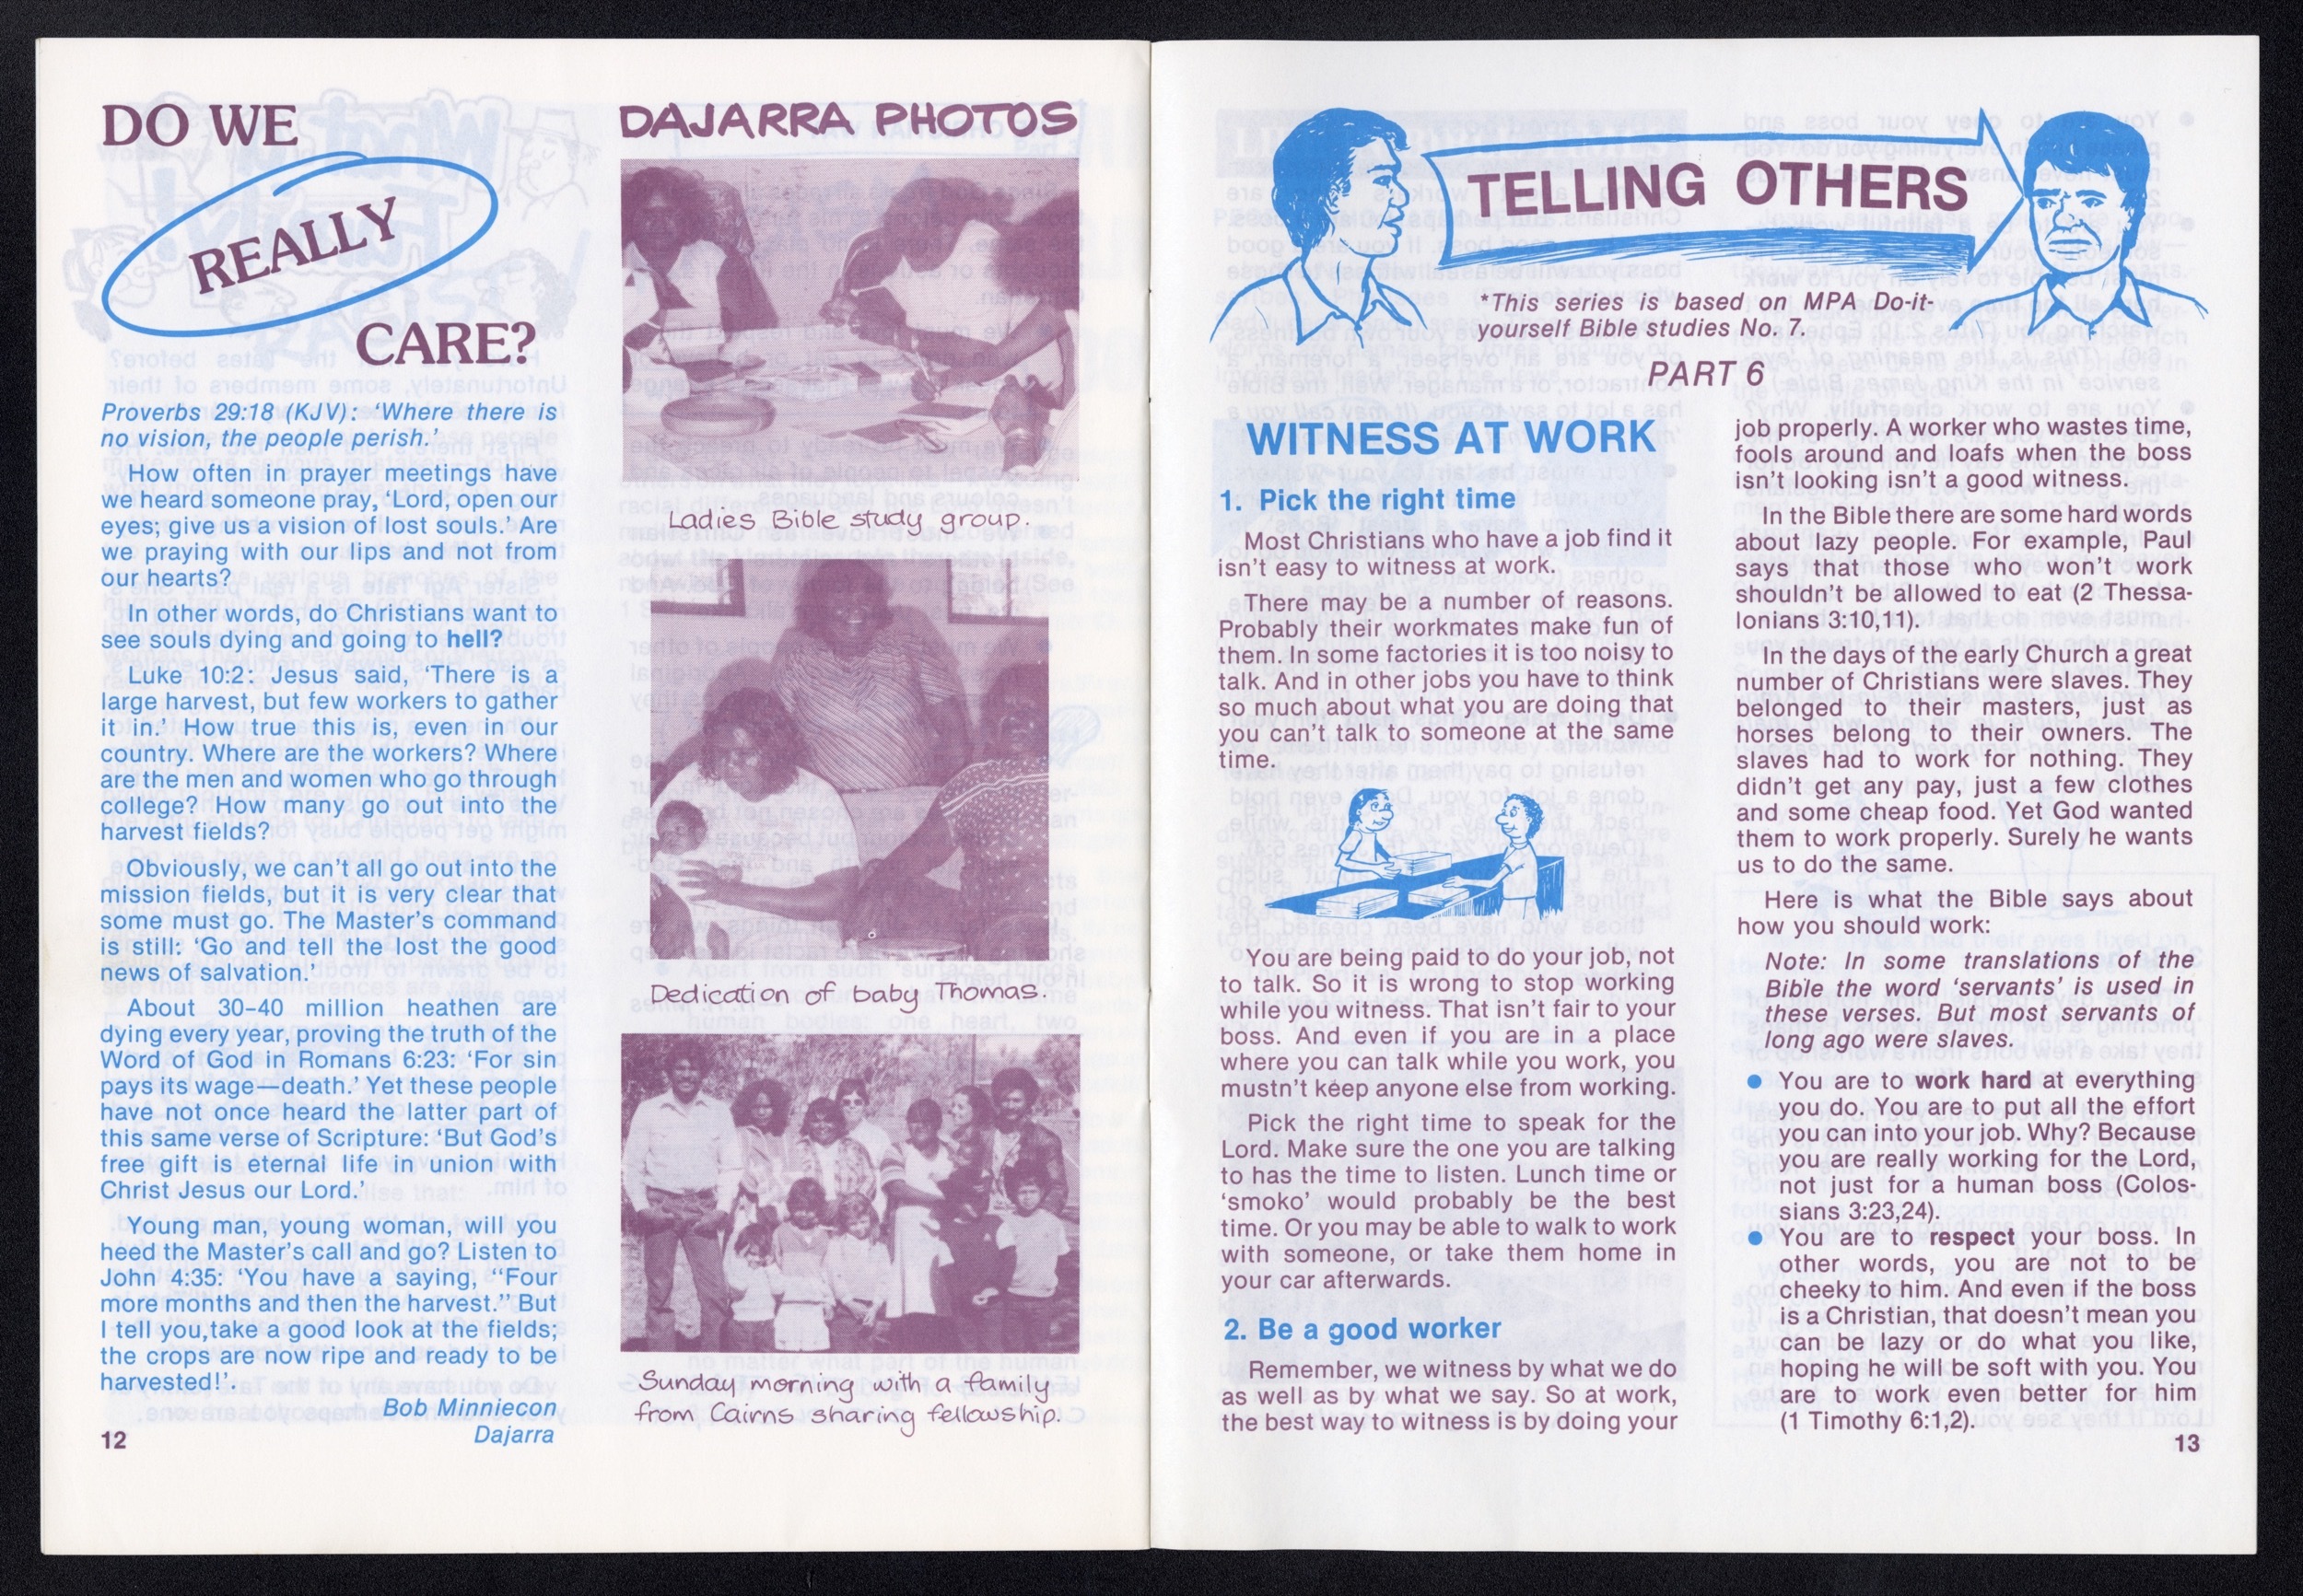 DO WE
REALLY
CARE?
Proverbs 29:18 (KJV): ‘Where there is
no vision, the people perish.’
How often in prayer meetings have
we heard someone pray, ‘Lord, open our
eyes; give us a vision of lost souls.’ Are
we praying with our lips and not from
our hearts?
In other words, do Christians want to
see souls dying and going to hell?
Luke 10:2: Jesus said, ‘There is a
large harvest, but few workers to gather
it in.’ How true this is, even in our
country. Where are the workers? Where
are the men and women who go through
college? How many go out into the
harvest fields?
Obviously, we can’t all go out into the
mission fields, but it is very clear that
some must go. The Master’s command
is still: ‘Go and tell the lost the good
news of salvation.’
About 30–40 million heathen are
dying every year, proving the truth of the
Word of God in Romans 6:23: ‘For sin
pays its wage—death.’ Yet these people
have not once heard the latter part of
this same verse of Scripture: ‘But God’s
free gift is eternal life in union with
Christ Jesus our Lord.’
Young man, young woman, will you
heed the Master’s call and go? Listen to
John 4:35: ‘You have a saying, “Four
more months and then the harvest.” But
I tell you,take a good look at the fields;
the crops are now ripe and ready to be
harvested!’.
Bob Minniecon
Dajarra
12
DAJARRA PHOTOS
Ladies Bible study group.
Dedication of baby Thomas.
Sunday morning with a family
from Cairns sharing fellowship.
TELLING OTHERS
*This series is based on MPA Do-it-
yourself Bible studies No. 7.
PART 6
WITNESS AT WORK
1. Pick the right time
Most Christians who have a job find it
isn’t easy to witness at work.
There may be a number of reasons.
Probably their workmates make fun of
them. In some factories it is too noisy to
talk. And in other jobs you have to think
so much about what you are doing that
you can’t talk to someone at the same
time.
You are being paid to do your job, not
to talk. So it is wrong to stop working
while you witness. That isn’t fair to your
boss. And even if you are in a place
where you can talk while you work, you
mustn’t keep anyone else from working.
Pick the right time to speak for the
Lord. Make sure the one you are talking
to has the time to listen. Lunch time or
‘smoko’ would probably be the best
time. Or you may be able to walk to work
with someone, or take them home in
your car afterwards.
2. Be a good worker
Remember, we witness by what we do
as well as by what we say. So at work,
the best way to witness is by doing your
job properly. A worker who wastes time,
fools around and loafs when the boss
isn’t looking isn’t a good witness.
In the Bible there are some hard words
about lazy people. For example, Paul
says that those who won’t work
shouldn’t be allowed to eat (2 Thessa-
lonians 3:10,11).
In the days of the early Church a great
number of Christians were slaves. They
belonged to their masters, just as
horses belong to their owners. The
slaves had to work for nothing. They
didn’t get any pay, just a few clothes
and some cheap food. Yet God wanted
them to work properly. Surely he wants
us to do the same.
Here is what the Bible says about
how you should work:
Note: In some translations of the
Bible the word ‘servants’ is used in
these verses. But most servants of
long ago were slaves.
● You are to work hard at everything
you do. You are to put all the effort
you can into your job. Why? Because
you are really working for the Lord,
not just for a human boss (Colos-
sians 3:23,24).
● You are to respect your boss. In
other words, you are not to be
cheeky to him. And even if the boss
is a Christian, that doesn’t mean you
can be lazy or do what you like,
hoping he will be soft with you. You
are to work even better for him
(1 Timothy 6:1,2).
13